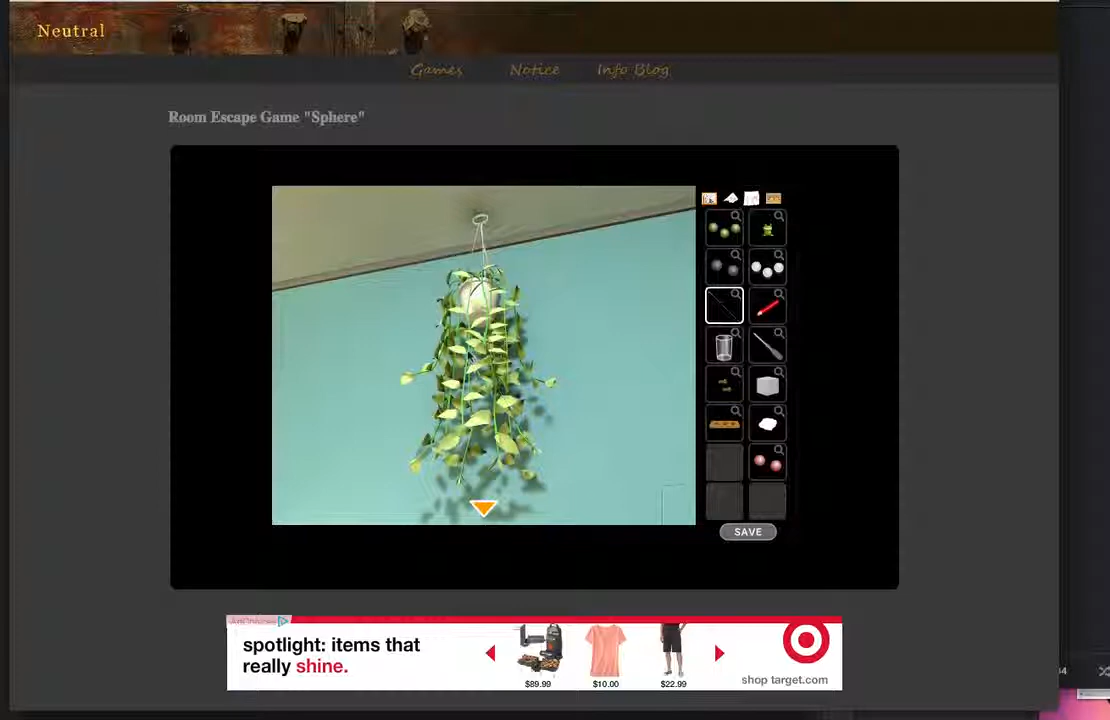 Neutral
Games Notice Info Blog
Room Escape Game "Sphere"
SAVE
AdChoices
spotlight: items that
really shine.
$89.99 $10.00 $22.99
shop target.com